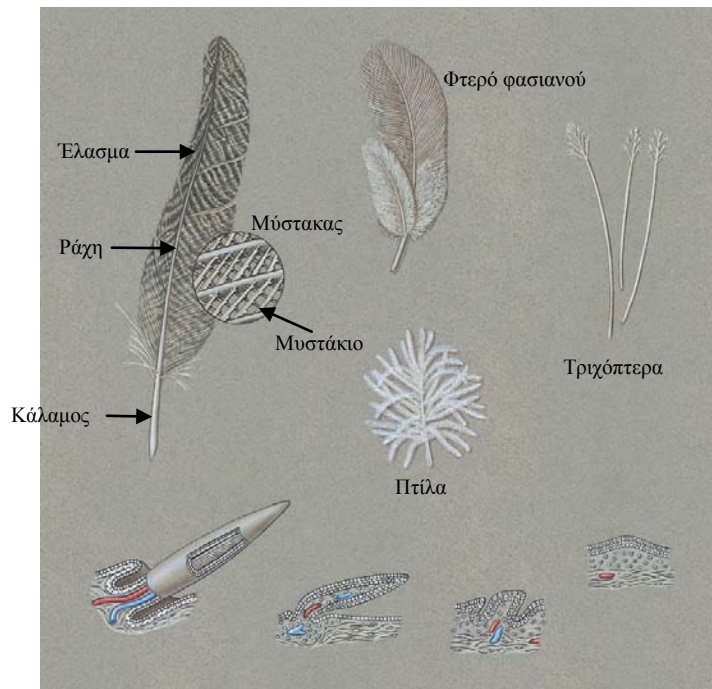 Φτερό φασιανού
Έλασμα
Μύστακας
Ράχη
Μυστάκιο
Τριχόπτερα
Κάλαμος
Πτίλα